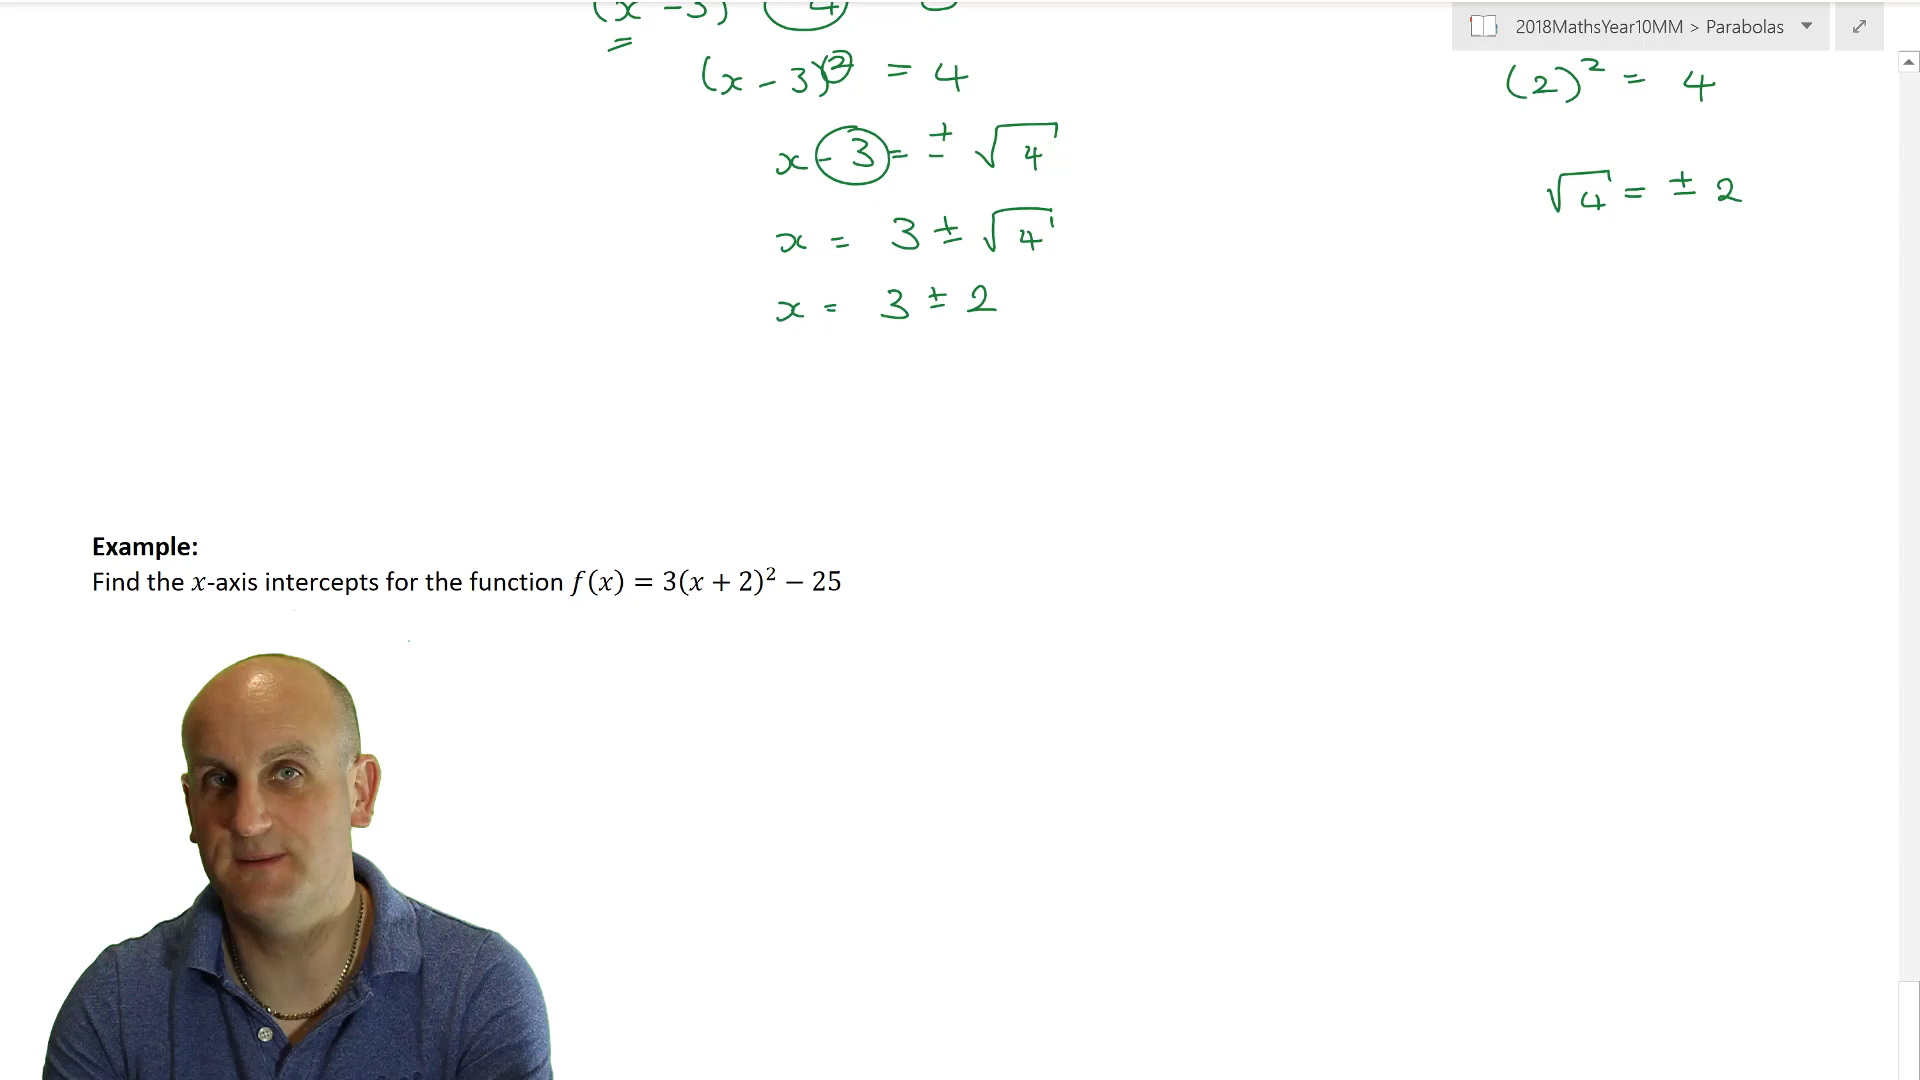 2018MathsYear10MM > Parabolas
(x - 3)² = 4
(2)² = 4
x - 3 = ± √4
√4 = ± 2
x = 3 ± √4
x = 3 ± 2
Example:
Find the x-axis intercepts for the function f(x) = 3(x + 2)² − 25